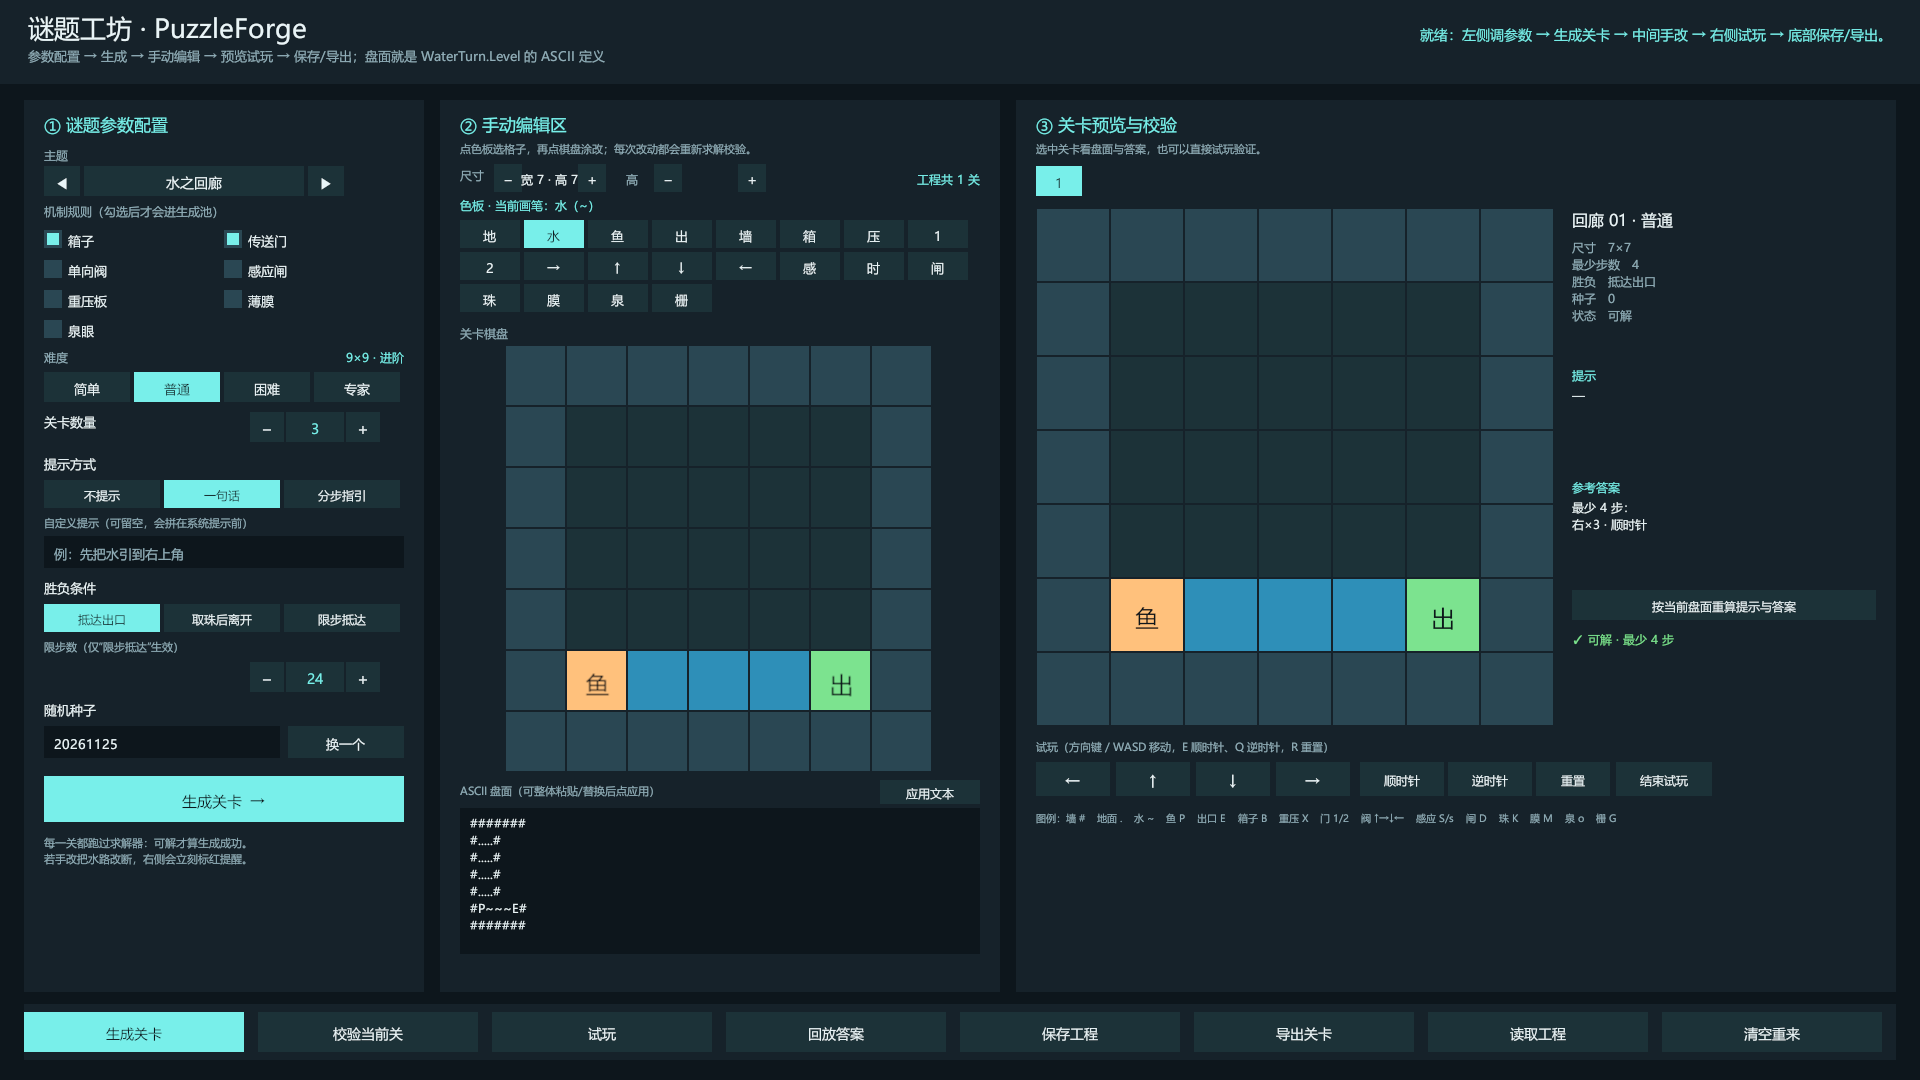 谜题工坊 · PuzzleForge
参数配置 → 生成 → 手动编辑 → 预览试玩 → 保存/导出；盘面就是 WaterTurn.Level 的 ASCII 定义
就绪：左侧调参数 → 生成关卡 → 中间手改 → 右侧试玩 → 底部保存/导出。
① 谜题参数配置
主题
◀ 水之回廊 ▶
机制规则（勾选后才会进生成池）
箱子 传送门
单向阀 感应闸
重压板 薄膜
泉眼
难度 9×9 · 进阶
简单 普通 困难 专家
关卡数量 − 3 +
提示方式
不提示 一句话 分步指引
自定义提示（可留空，会拼在系统提示前）
例：先把水引到右上角
胜负条件
抵达出口 取珠后离开 限步抵达
限步数（仅“限步抵达”生效）
− 24 +
随机种子
20261125 换一个
生成关卡 →
每一关都跑过求解器：可解才算生成成功。
若手改把水路改断，右侧会立刻标红提醒。
② 手动编辑区
点色板选格子，再点棋盘涂改；每次改动都会重新求解校验。
尺寸 − 宽 7 · 高 7 + 高 − + 工程共 1 关
色板 · 当前画笔：水（~）
地 水 鱼 出 墙 箱 压 1
2 → ↑ ↓ ← 感 时 闸
珠 膜 泉 栅
关卡棋盘
鱼 出
ASCII 盘面（可整体粘贴/替换后点应用） 应用文本
#######
#.....#
#.....#
#.....#
#.....#
#P~~~E#
#######
③ 关卡预览与校验
选中关卡看盘面与答案，也可以直接试玩验证。
1
鱼 出
回廊 01 · 普通
尺寸 7×7
最少步数 4
胜负 抵达出口
种子 0
状态 可解
提示
—
参考答案
最少 4 步：
右×3 · 顺时针
按当前盘面重算提示与答案
✓ 可解 · 最少 4 步
试玩（方向键 / WASD 移动，E 顺时针、Q 逆时针，R 重置）
← ↑ ↓ → 顺时针 逆时针 重置 结束试玩
图例：墙 # 地面 . 水 ~ 鱼 P 出口 E 箱子 B 重压 X 门 1/2 阀 ↑→↓← 感应 S/s 闸 D 珠 K 膜 M 泉 o 栅 G
生成关卡 校验当前关 试玩 回放答案 保存工程 导出关卡 读取工程 清空重来